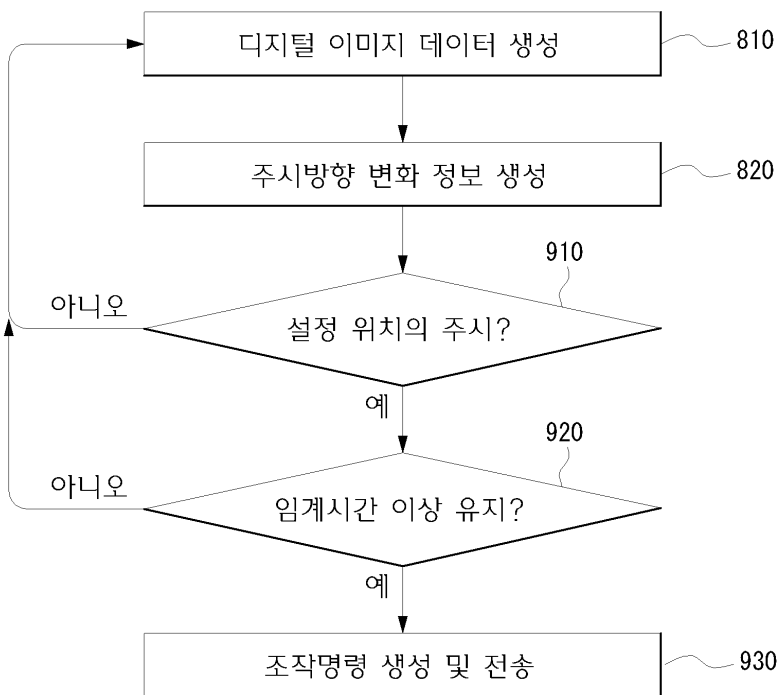 디지털 이미지 데이터 생성
810
주시방향 변화 정보 생성
820
910
설정 위치의 주시?
아니오
예
920
임계시간 이상 유지?
아니오
예
조작명령 생성 및 전송
930